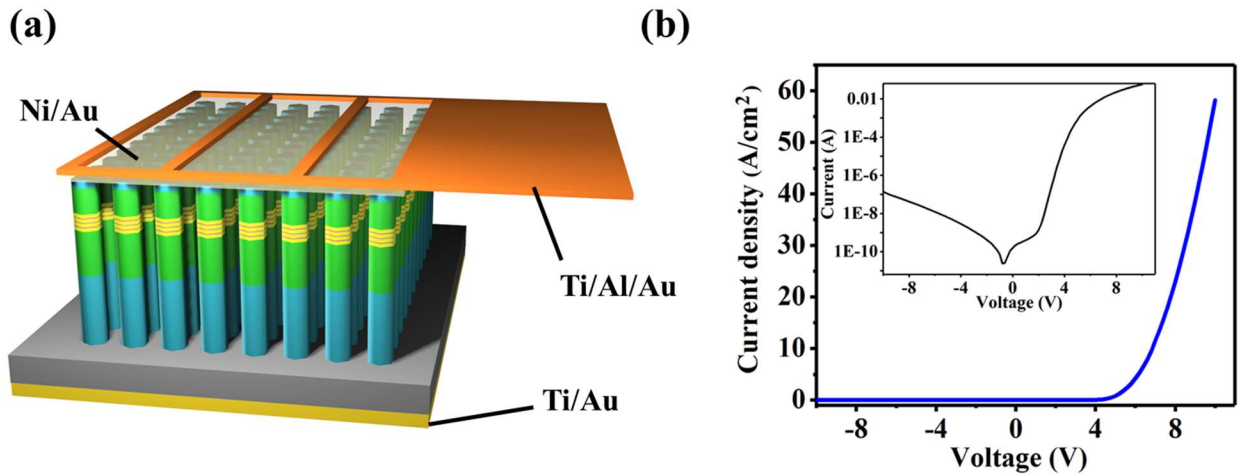 (a)
Ni/Au
Ti/Al/Au
Ti/Au
(b)
Current density (A/cm²)
60
50
40
30
20
10
0
-8 -4 0 4 8
Voltage (V)
Current (A)
0.01
1E-4
1E-6
1E-8
1E-10
-8 -4 0 4 8
Voltage (V)